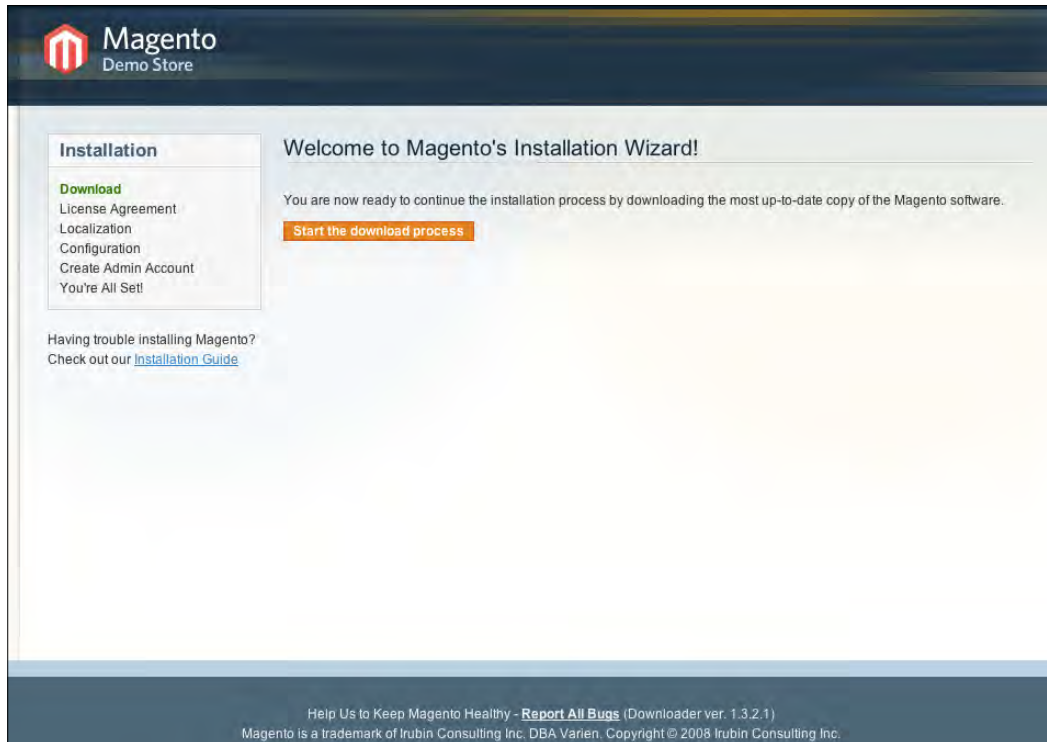 Magento
Demo Store
Installation
Download
License Agreement
Localization
Configuration
Create Admin Account
You're All Set!
Having trouble installing Magento?
Check out our Installation Guide
Welcome to Magento's Installation Wizard!
You are now ready to continue the installation process by downloading the most up-to-date copy of the Magento software.
Start the download process
Help Us to Keep Magento Healthy - Report All Bugs (Downloader ver. 1.3.2.1)
Magento is a trademark of Irubin Consulting Inc. DBA Varien. Copyright © 2008 Irubin Consulting Inc.